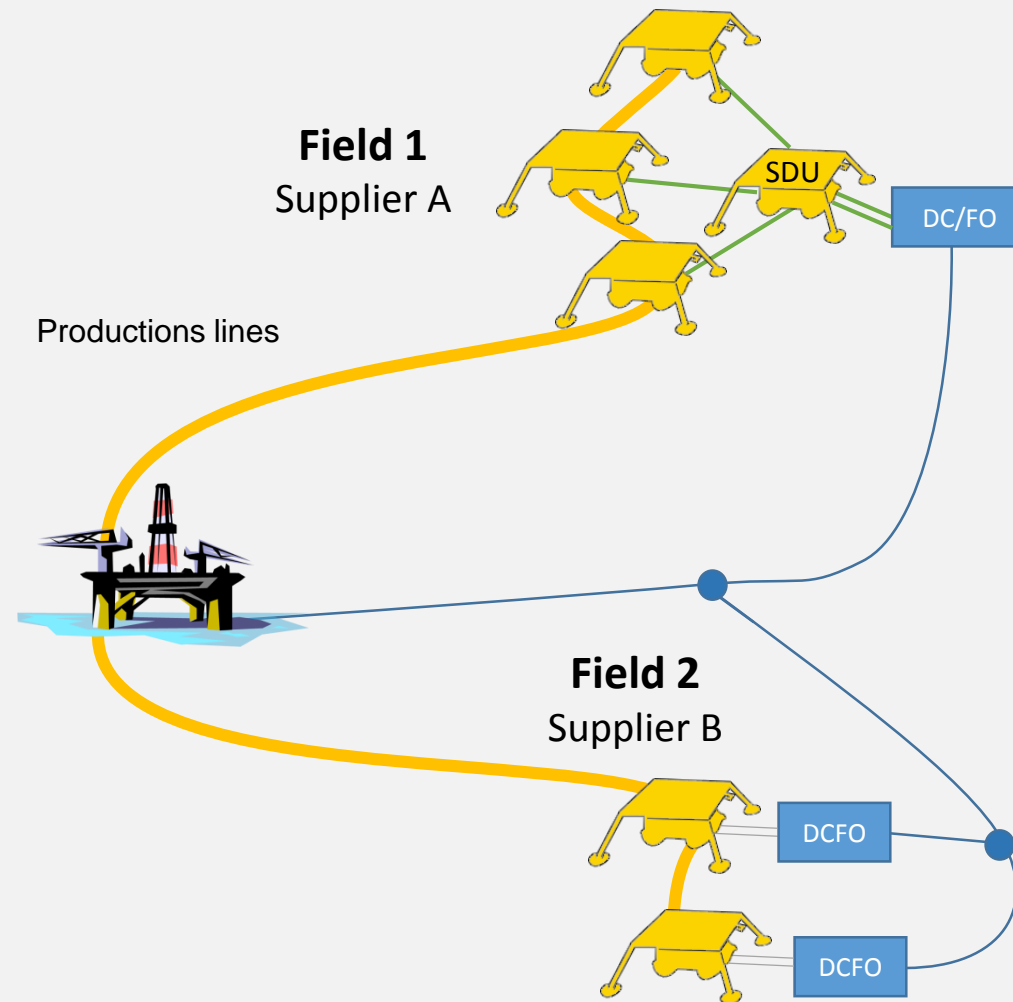 Field 1
Supplier A
SDU
DC/FO
Productions lines
Field 2
Supplier B
DCFO
DCFO